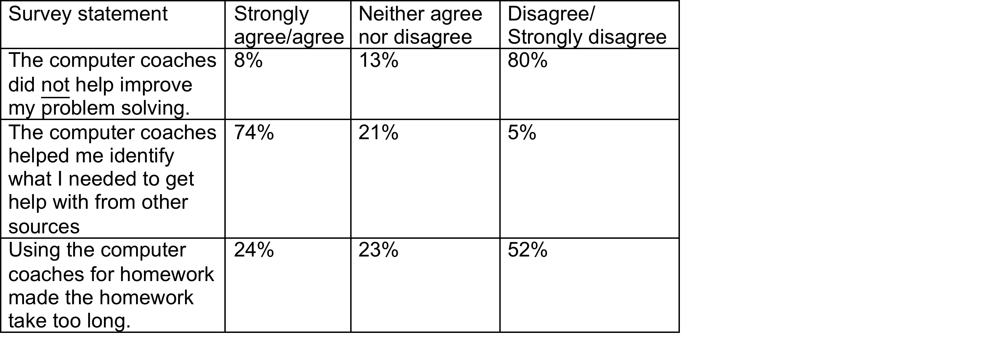 Survey statement
Strongly
agree/agree
Neither agree
nor disagree
Disagree/
Strongly disagree
The computer coaches
did not help improve
my problem solving.
8%
13%
80%
The computer coaches
helped me identify
what I needed to get
help with from other
sources
74%
21%
5%
Using the computer
coaches for homework
made the homework
take too long.
24%
23%
52%